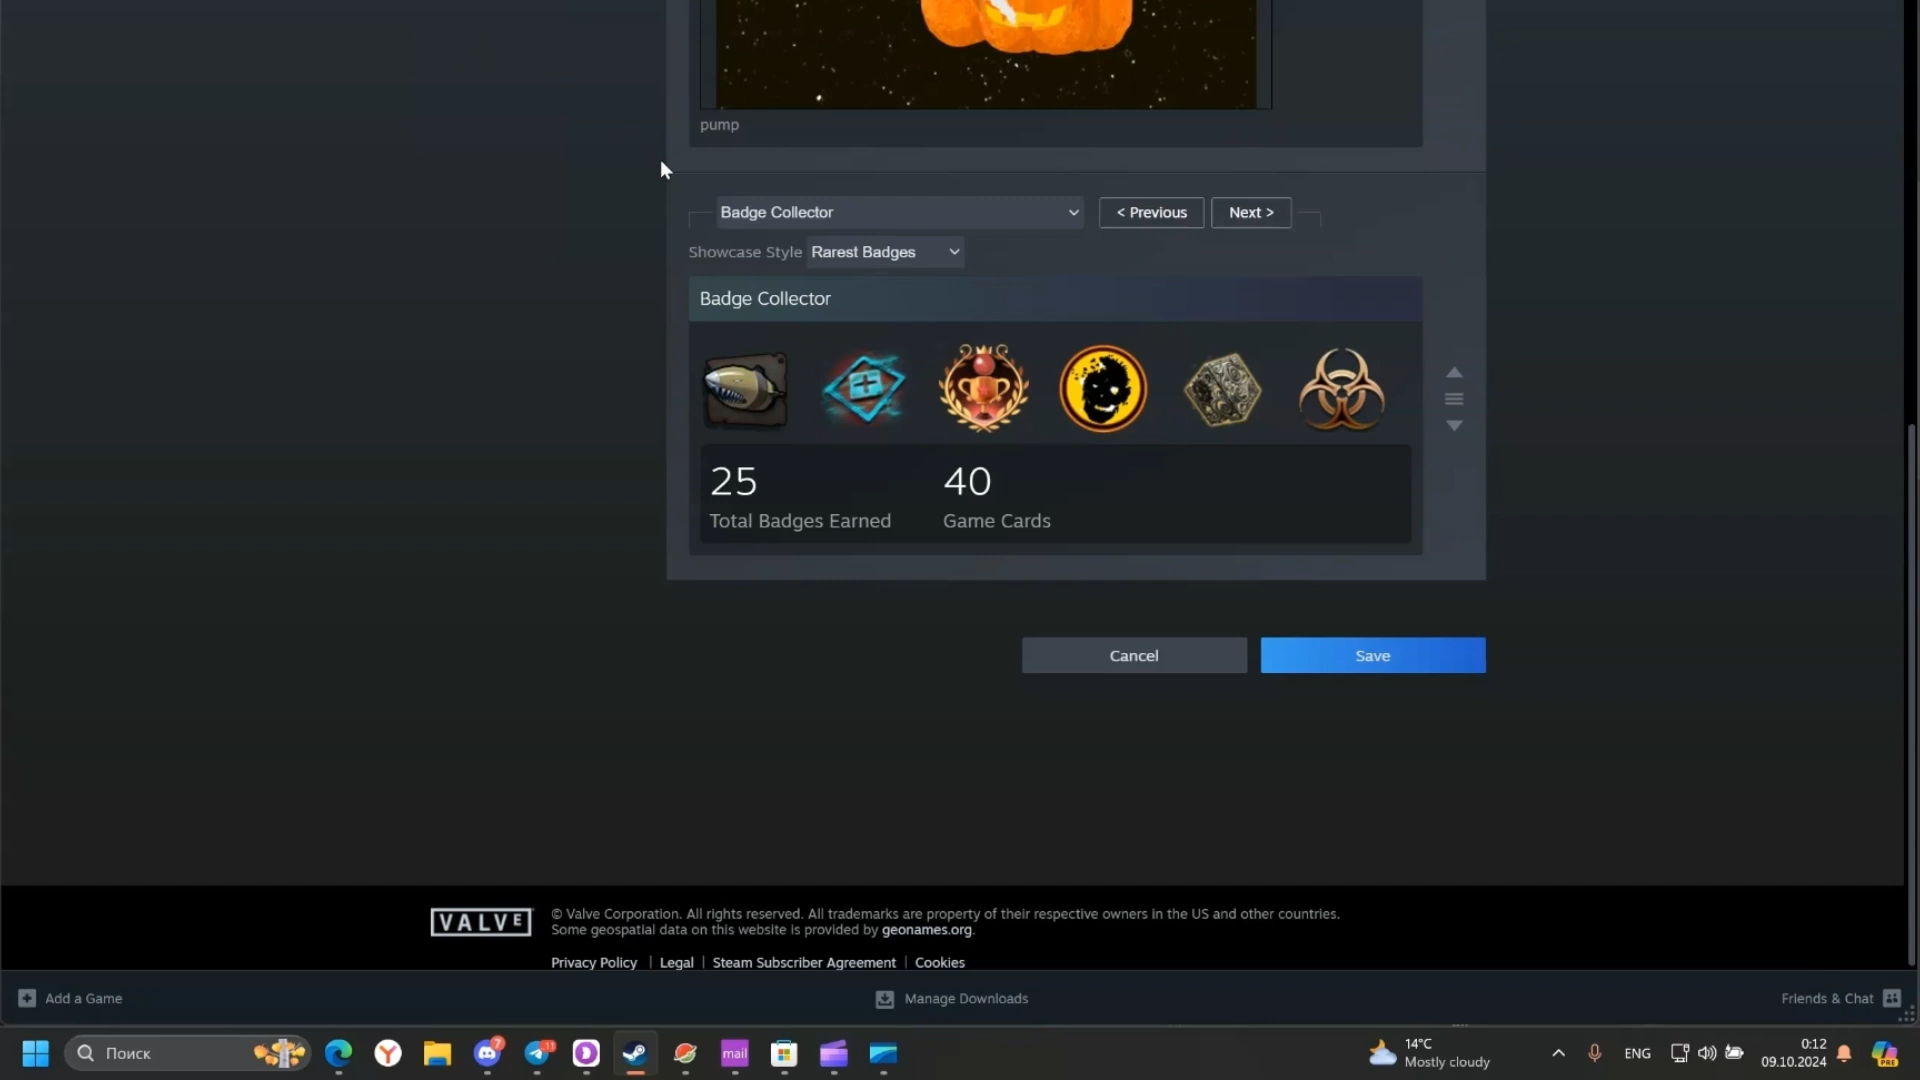 pump
Badge Collector
< Previous
Next >
Showcase Style
Rarest Badges
Badge Collector
25
40
Total Badges Earned
Game Cards
Cancel
Save
VALVE
© Valve Corporation. All rights reserved. All trademarks are property of their respective owners in the US and other countries.
Some geospatial data on this website is provided by geonames.org.
Privacy Policy | Legal | Steam Subscriber Agreement | Cookies
Add a Game
Manage Downloads
Friends & Chat
Поиск
Y
7
11
mail
14°C
Mostly cloudy
ENG
0:12
09.10.2024
PRE